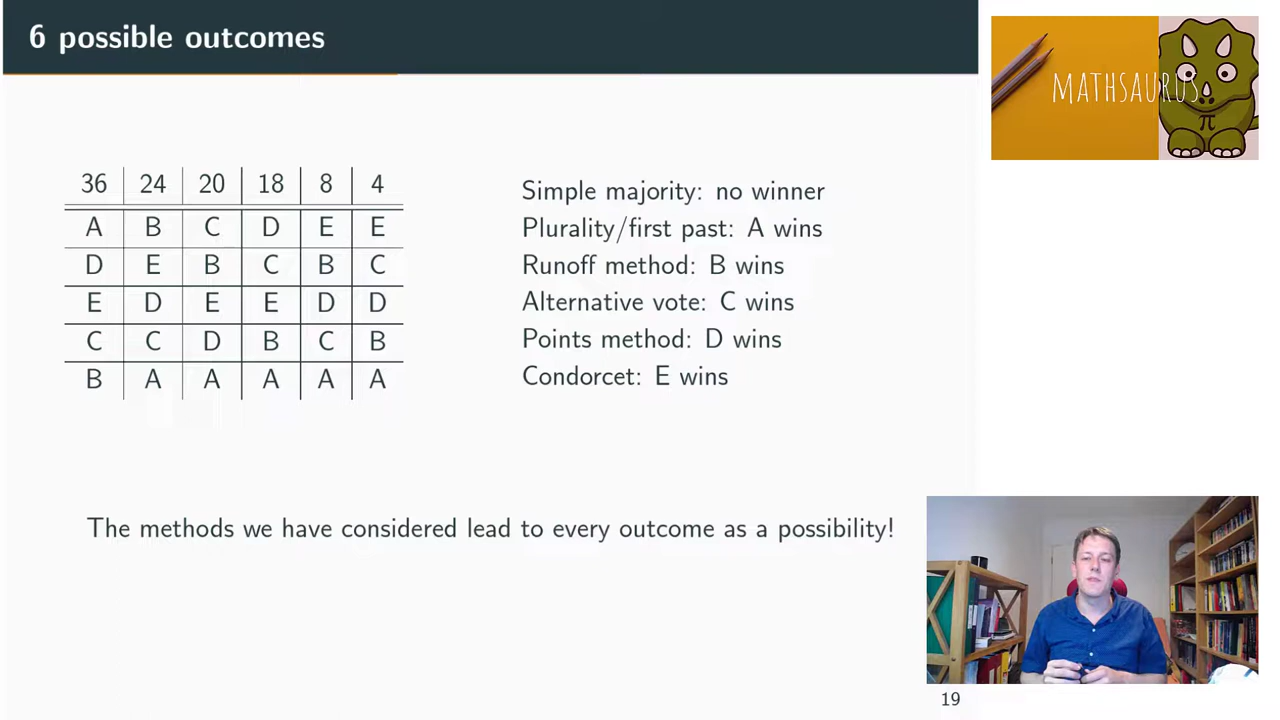 6 possible outcomes
MATHSAURUS
π
36 24 20 18 8 4
A B C D E E
D E B C B C
E D E E D D
C C D B C B
B A A A A A
Simple majority: no winner
Plurality/first past: A wins
Runoff method: B wins
Alternative vote: C wins
Points method: D wins
Condorcet: E wins
The methods we have considered lead to every outcome as a possibility!
19